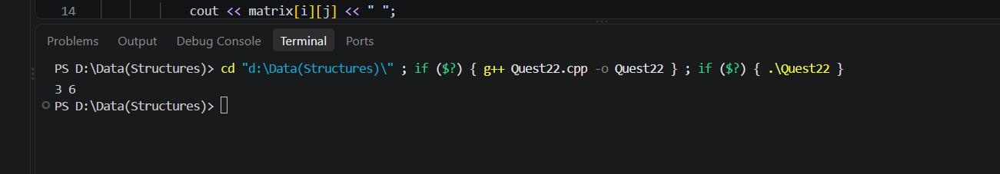 14 cout << matrix[i][j] << " ";
Problems Output Debug Console Terminal Ports
PS D:\Data(Structures)> cd "d:\Data(Structures)\" ; if ($?) { g++ Quest22.cpp -o Quest22 } ; if ($?) { .\Quest22 }
3 6
PS D:\Data(Structures)>